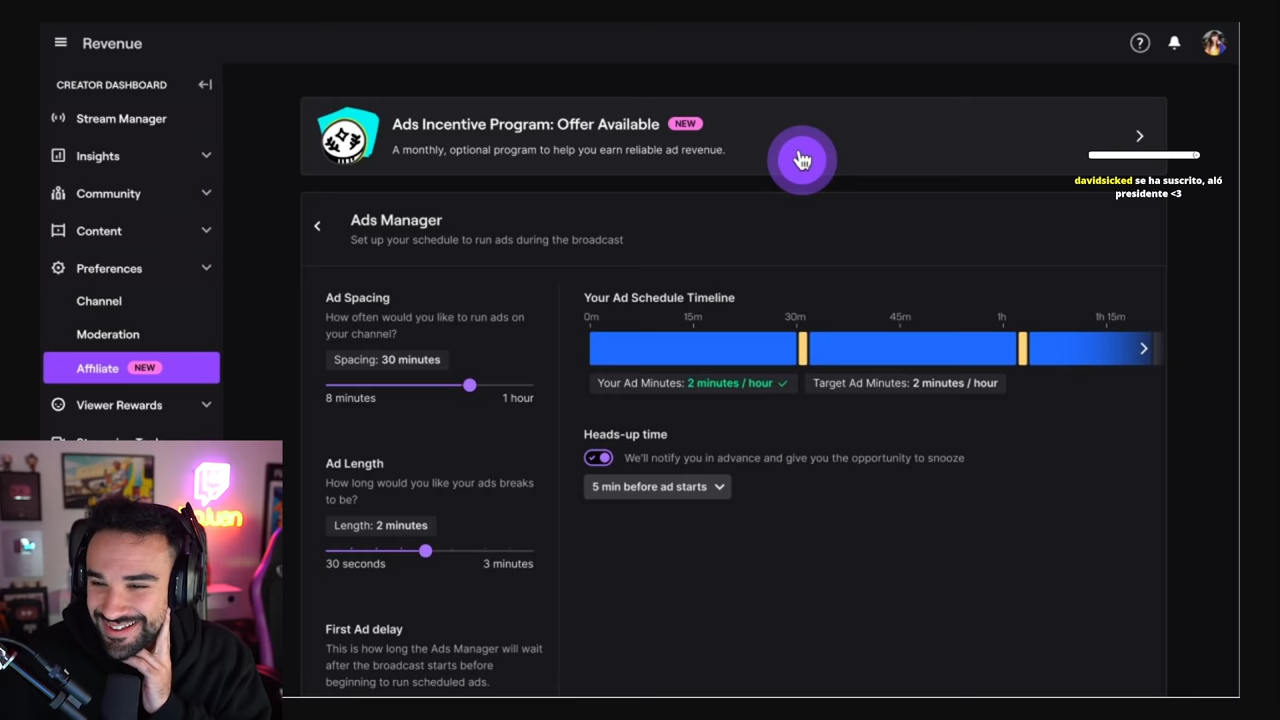 Revenue
CREATOR DASHBOARD
Stream Manager
Insights
Community
Content
Preferences
Channel
Moderation
Affiliate NEW
Viewer Rewards
Ads Incentive Program: Offer Available NEW
A monthly, optional program to help you earn reliable ad revenue.
davidsicked se ha suscrito, aló
presidente <3
Ads Manager
Set up your schedule to run ads during the broadcast
Ad Spacing
How often would you like to run ads on
your channel?
Spacing: 30 minutes
8 minutes 1 hour
Ad Length
How long would you like your ads breaks
to be?
Length: 2 minutes
30 seconds 3 minutes
First Ad delay
This is how long the Ads Manager will wait
after the broadcast starts before
beginning to run scheduled ads.
Your Ad Schedule Timeline
0m 15m 30m 45m 1h 1h 15m
Your Ad Minutes: 2 minutes / hour
Target Ad Minutes: 2 minutes / hour
Heads-up time
We'll notify you in advance and give you the opportunity to snooze
5 min before ad starts